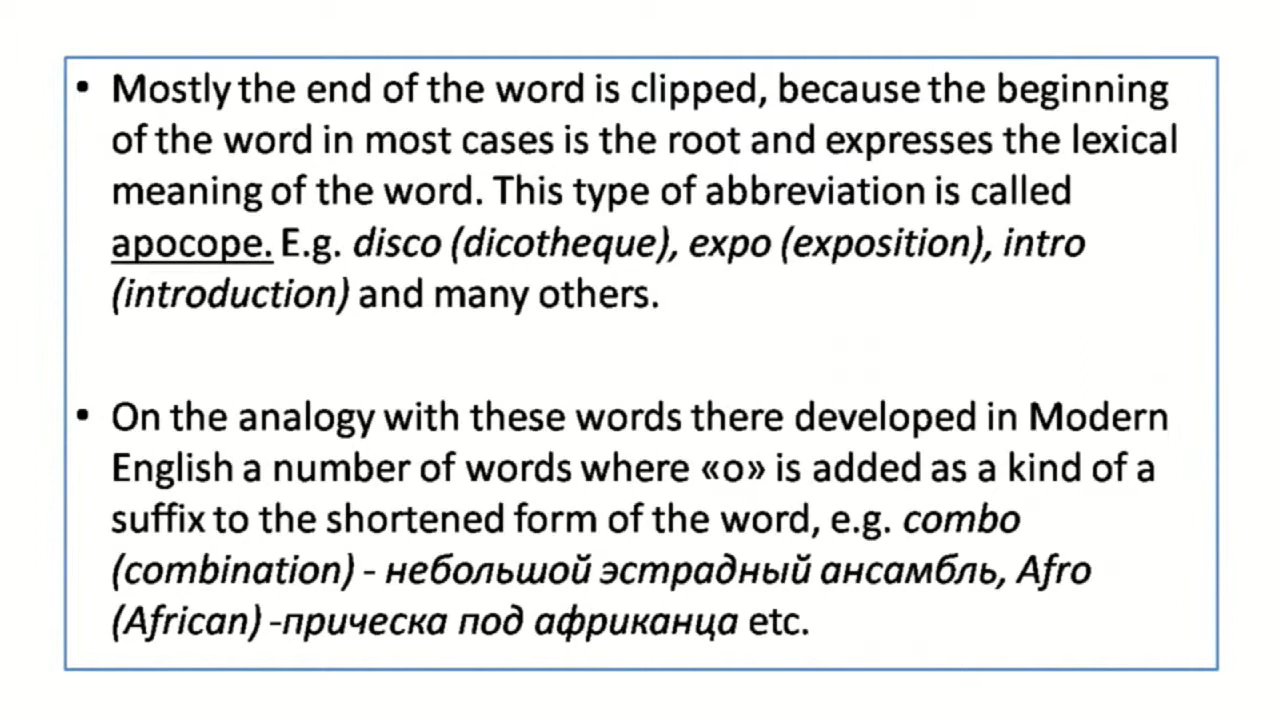 • Mostly the end of the word is clipped, because the beginning
of the word in most cases is the root and expresses the lexical
meaning of the word. This type of abbreviation is called
apocope. E.g. disco (dicotheque), expo (exposition), intro
(introduction) and many others.
• On the analogy with these words there developed in Modern
English a number of words where «o» is added as a kind of a
suffix to the shortened form of the word, e.g. combo
(combination) - небольшой эстрадный ансамбль, Afro
(African) -прическа под африканца etc.